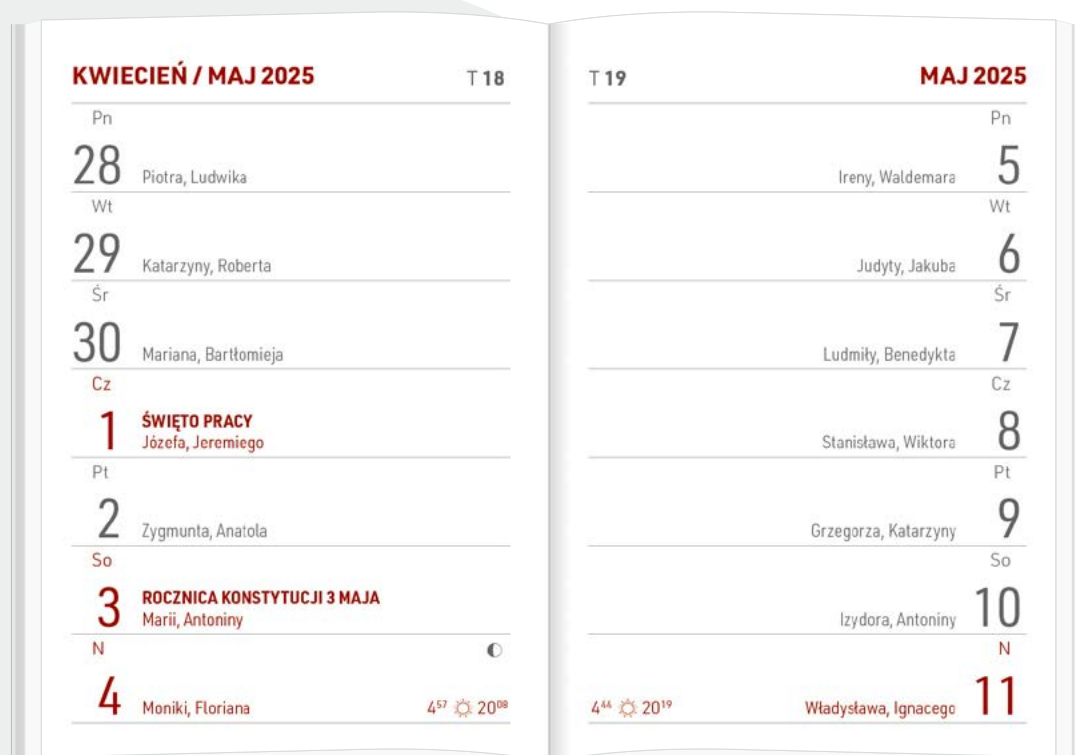 KWIECIEŃ / MAJ 2025 T 18
Pn
28 Piotra, Ludwika
Wt
29 Katarzyny, Roberta
Śr
30 Mariana, Bartłomieja
Cz
1 ŚWIĘTO PRACY
Józefa, Jeremiego
Pt
2 Zygmunta, Anatola
So
3 ROCZNICA KONSTYTUCJI 3 MAJA
Marii, Antoniny
N
4 Moniki, Floriana 4⁵⁷ 20⁰⁸
T 19 MAJ 2025
Pn
Ireny, Waldemara 5
Wt
Judyty, Jakuba 6
Śr
Ludmiły, Benedykta 7
Cz
Stanisława, Wiktora 8
Pt
Grzegorza, Katarzyny 9
So
Izydora, Antoniny 10
N
4⁴⁴ 20¹⁹ Władysława, Ignacego 11